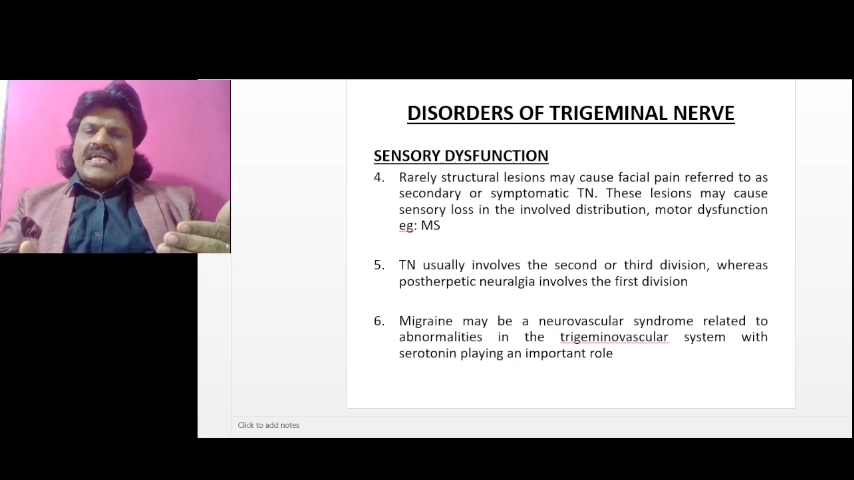 DISORDERS OF TRIGEMINAL NERVE
SENSORY DYSFUNCTION
4. Rarely structural lesions may cause facial pain referred to as
secondary or symptomatic TN. These lesions may cause
sensory loss in the involved distribution, motor dysfunction
eg: MS
5. TN usually involves the second or third division, whereas
postherpetic neuralgia involves the first division
6. Migraine may be a neurovascular syndrome related to
abnormalities in the trigeminovascular system with
serotonin playing an important role
Click to add notes